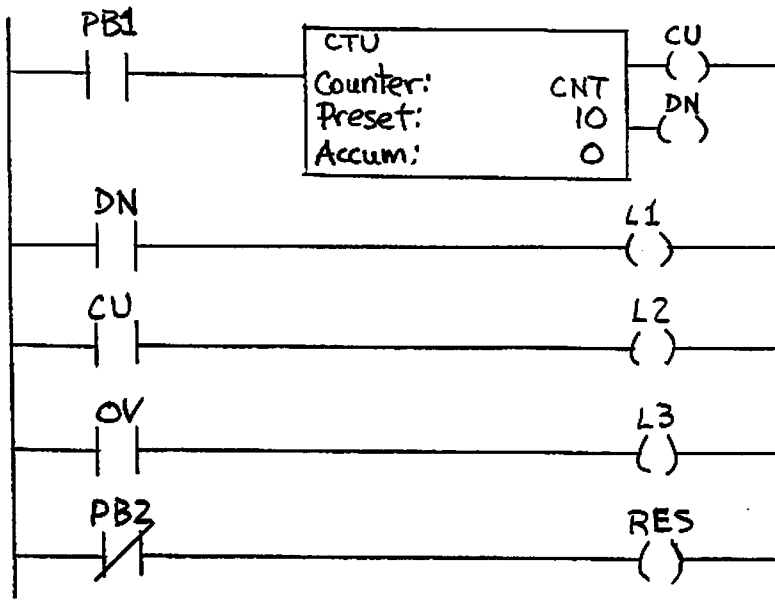 PB1
CTU
Counter: CNT
Preset: 10
Accum: 0
CU
DN
DN
L1
CU
L2
OV
L3
PB2
RES